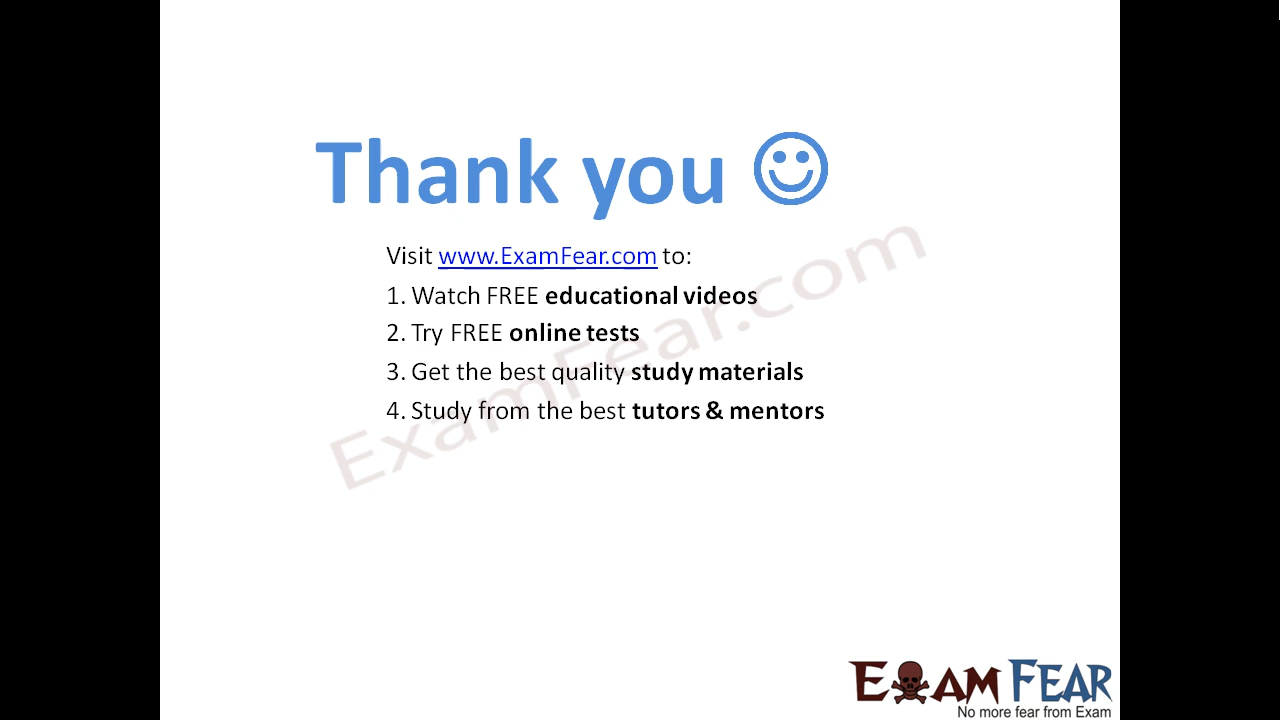 Thank you ☺
Visit www.ExamFear.com to:
1. Watch FREE educational videos
2. Try FREE online tests
3. Get the best quality study materials
4. Study from the best tutors & mentors
ExamFear.com
EXAM FEAR
No more fear from Exam